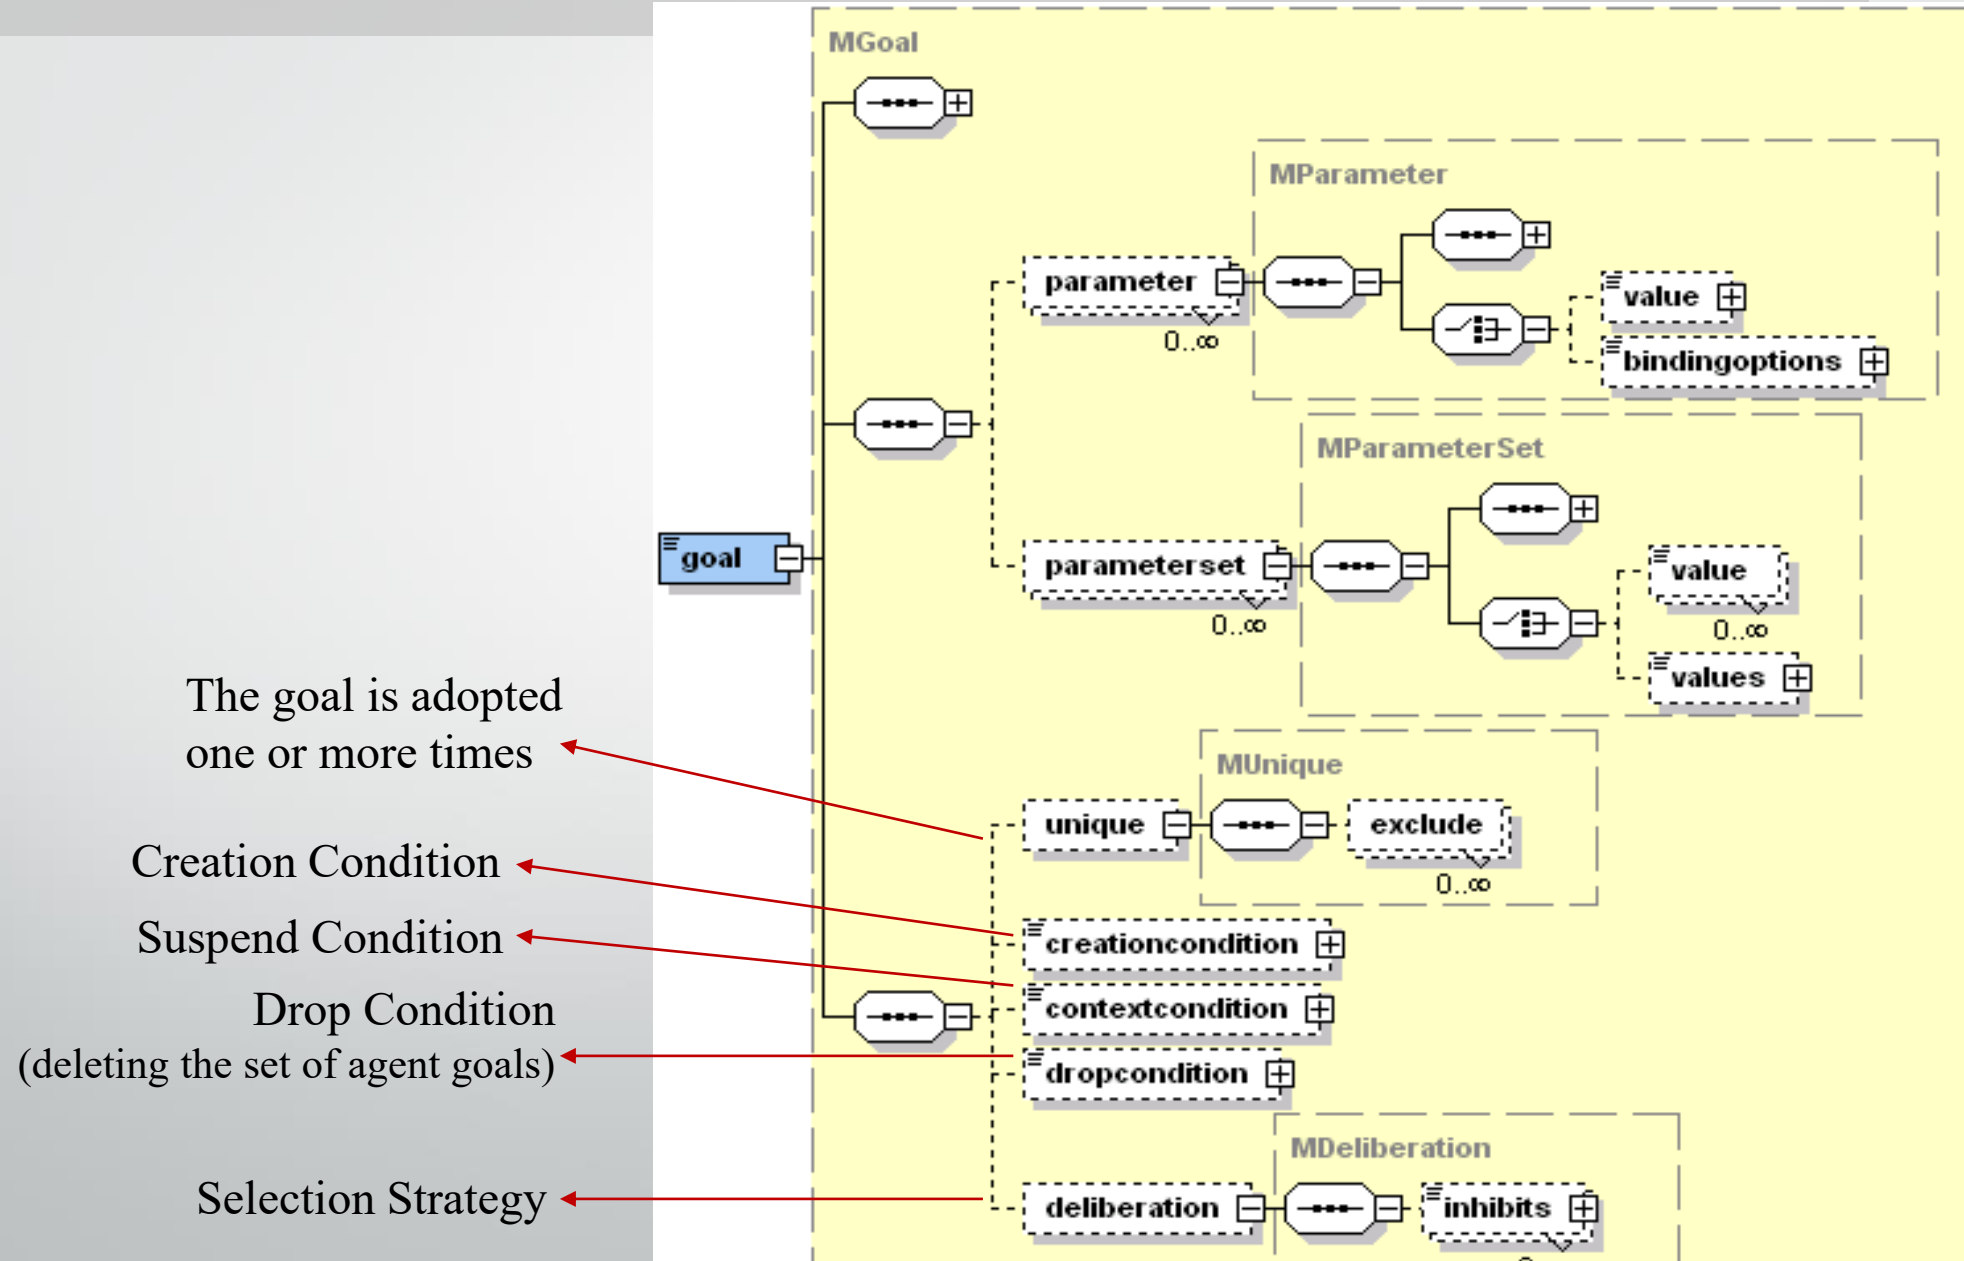 MGoal
MParameter
parameter
0..∞
value
bindingoptions
MParameterSet
parameterset
0..∞
value
0..∞
values
goal
The goal is adopted
one or more times
MUnique
unique
exclude
0..∞
Creation Condition
creationcondition
Suspend Condition
contextcondition
Drop Condition
(deleting the set of agent goals)
dropcondition
MDeliberation
Selection Strategy
deliberation
inhibits